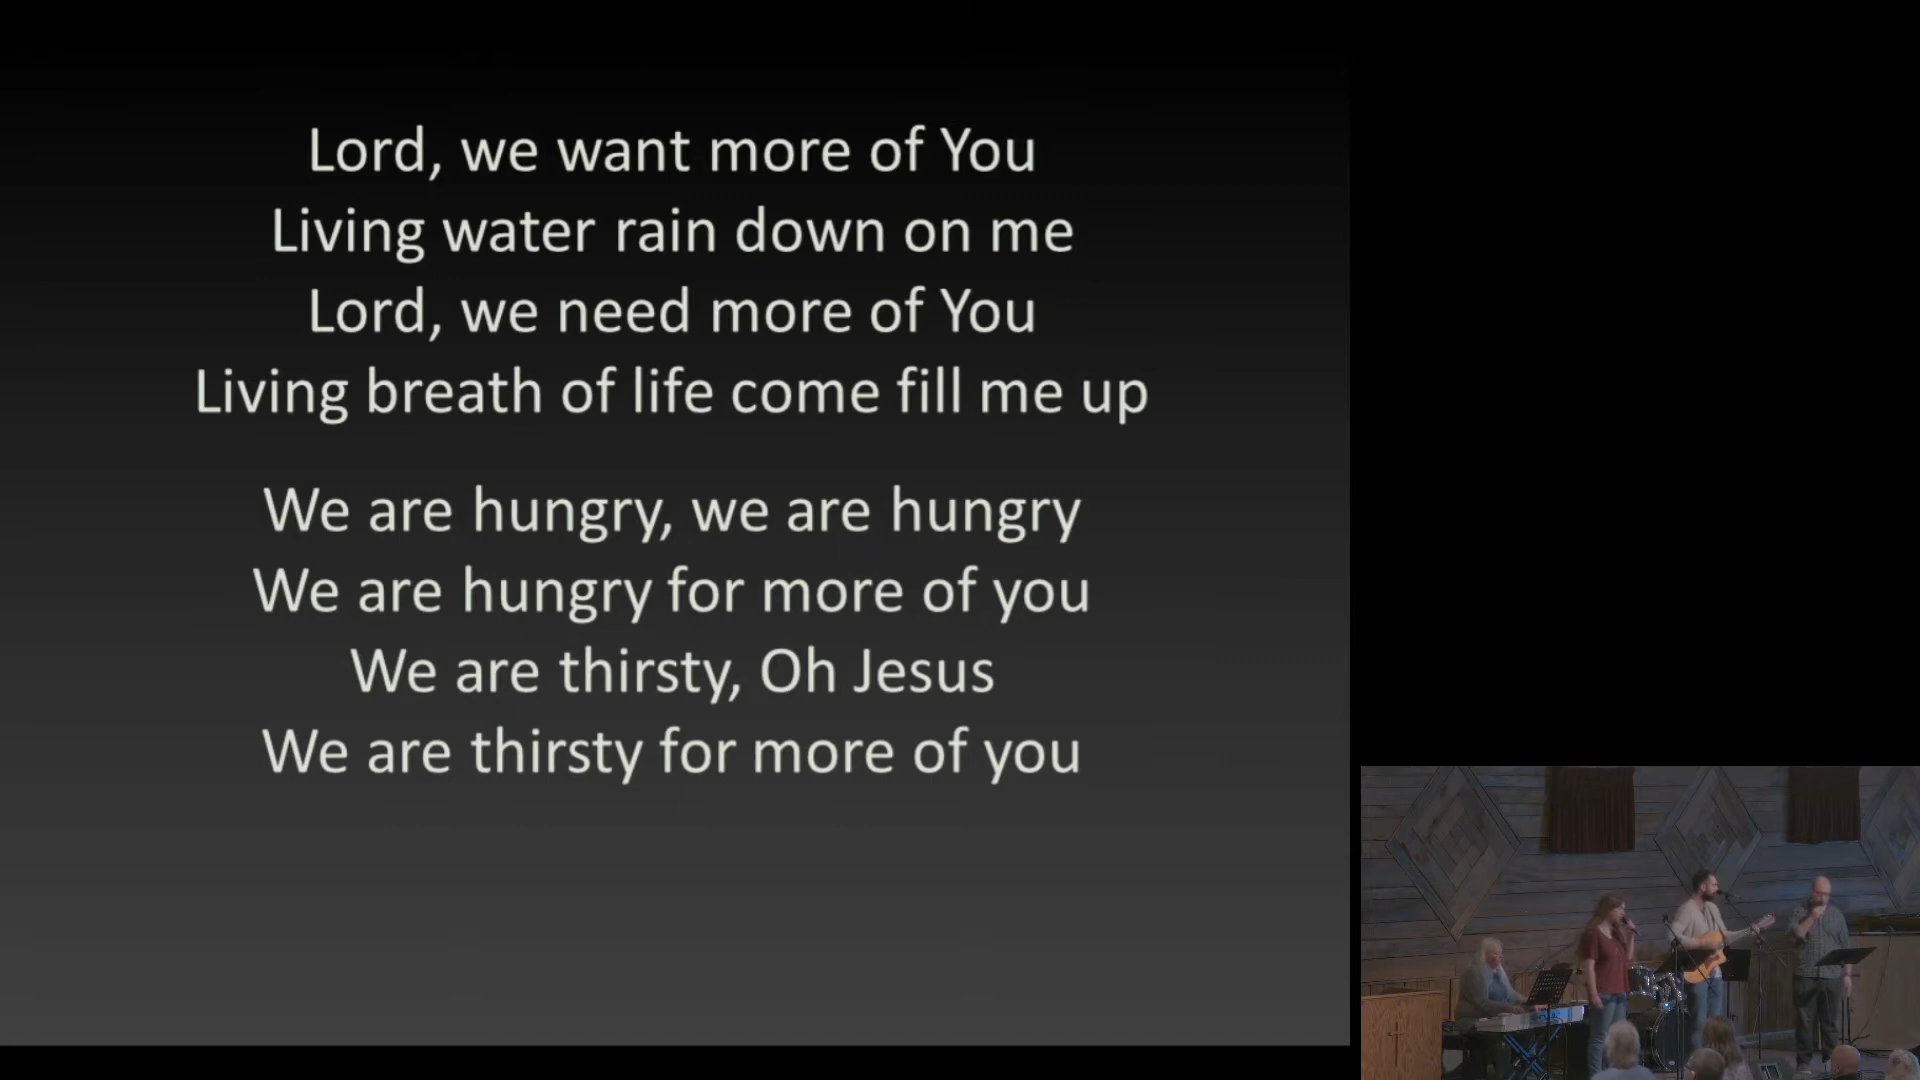 Lord, we want more of You
Living water rain down on me
Lord, we need more of You
Living breath of life come fill me up
We are hungry, we are hungry
We are hungry for more of you
We are thirsty, Oh Jesus
We are thirsty for more of you